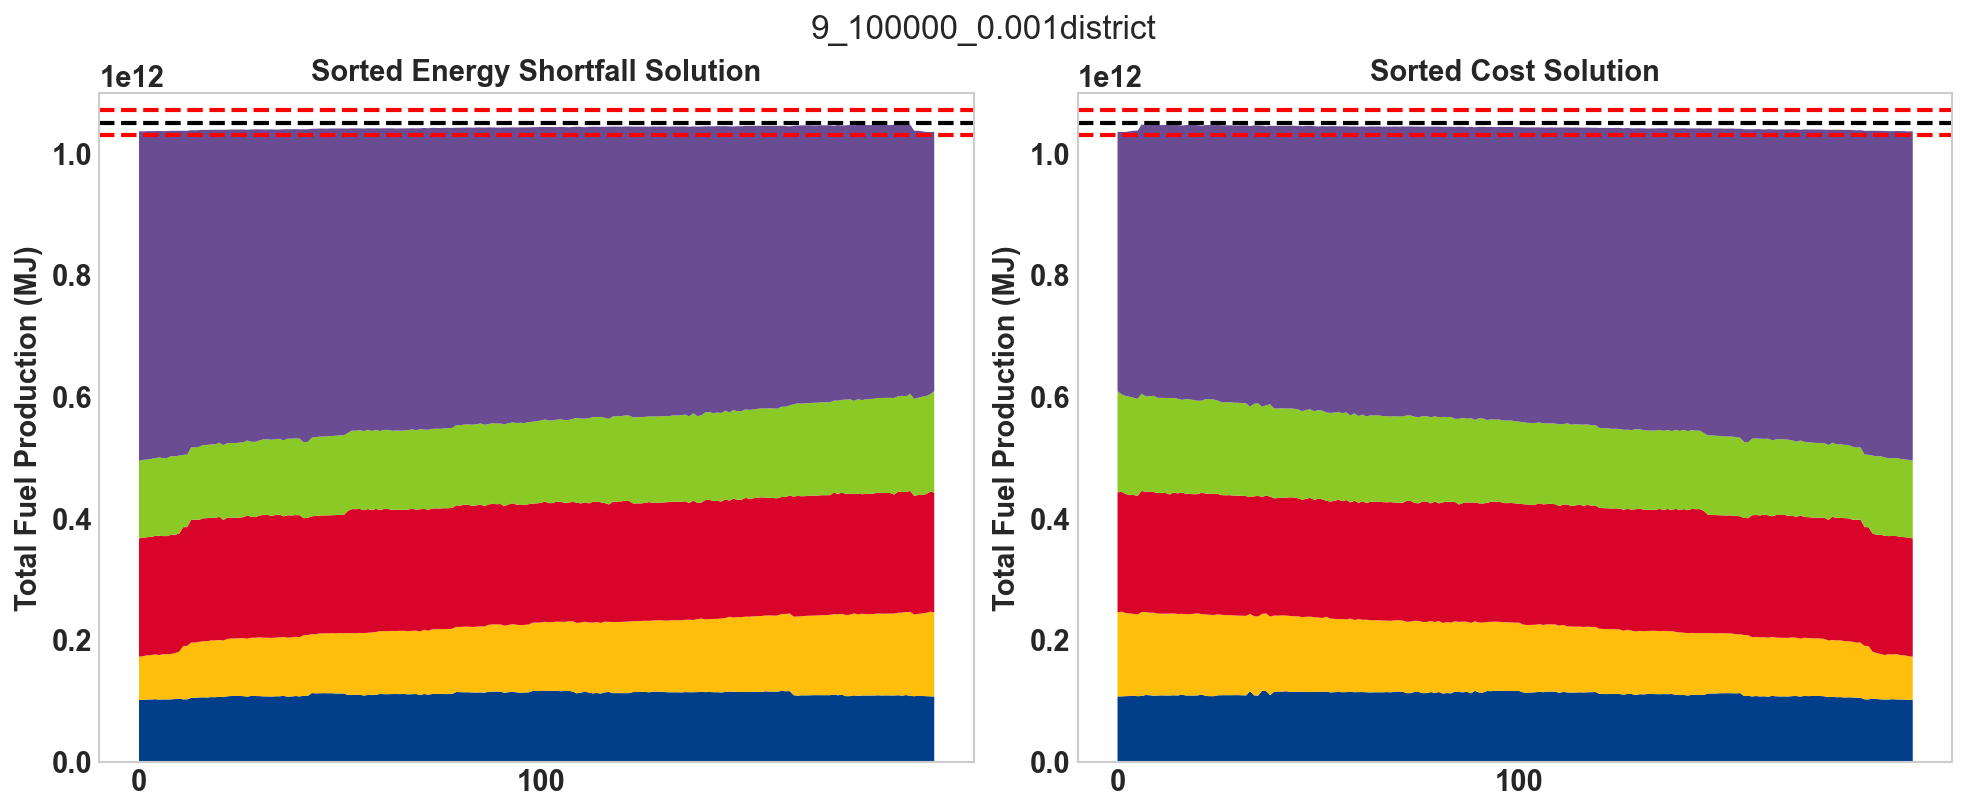 9_100000_0.001district
Sorted Energy Shortfall Solution
1e12
Total Fuel Production (MJ)
1.0
0.8
0.6
0.4
0.2
0.0
0
100
Sorted Cost Solution
1e12
Total Fuel Production (MJ)
1.0
0.8
0.6
0.4
0.2
0.0
0
100